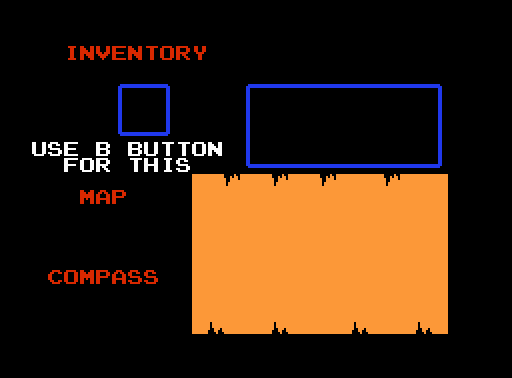 INVENTORY
USE B BUTTON
FOR THIS
MAP
COMPASS